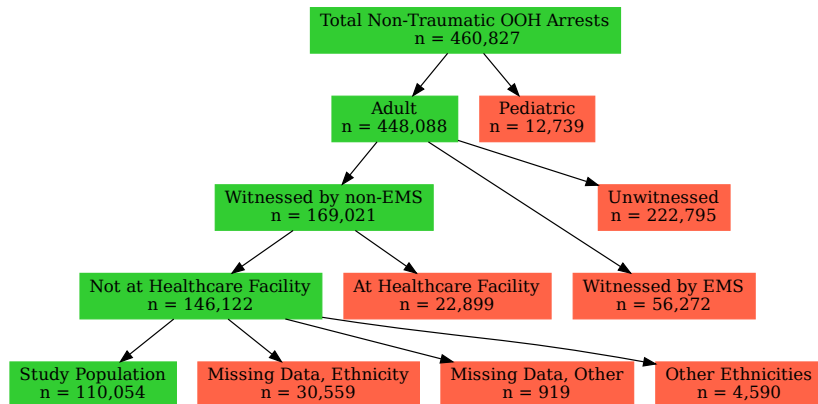 Total Non-Traumatic OOH Arrests
n = 460,827
Adult
n = 448,088
Pediatric
n = 12,739
Witnessed by non-EMS
n = 169,021
Unwitnessed
n = 222,795
Not at Healthcare Facility
n = 146,122
At Healthcare Facility
n = 22,899
Witnessed by EMS
n = 56,272
Study Population
n = 110,054
Missing Data, Ethnicity
n = 30,559
Missing Data, Other
n = 919
Other Ethnicities
n = 4,590